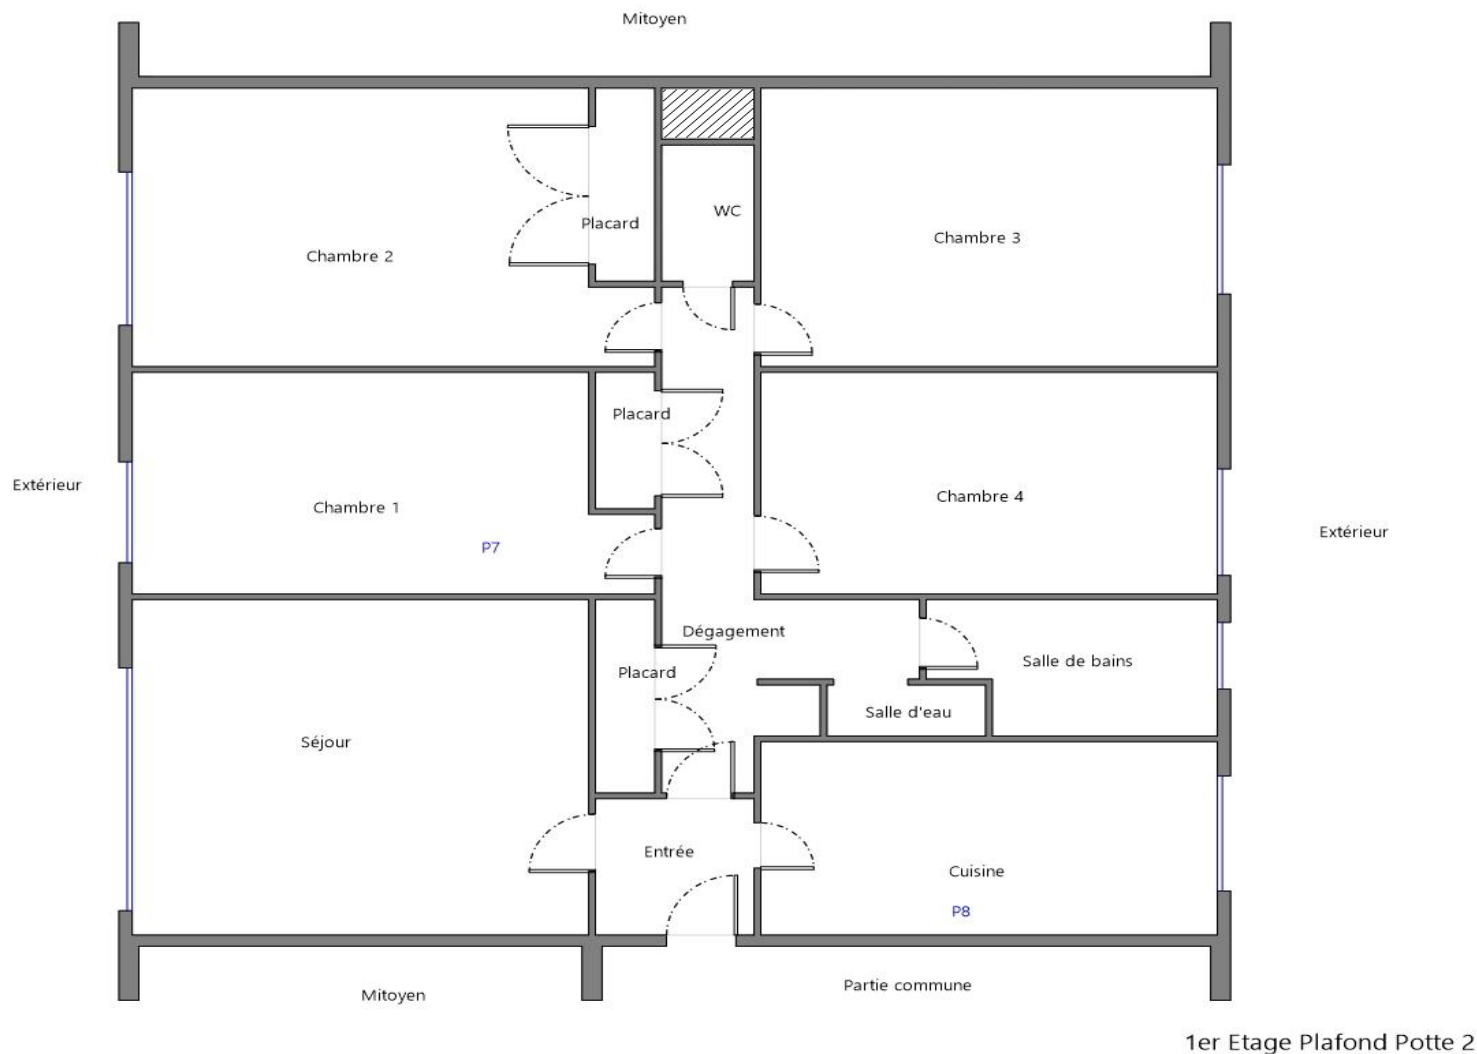 Mitoyen
WC
Placard
Chambre 3
Chambre 2
Placard
Extérieur
Chambre 4
Chambre 1
Extérieur
P7
Dégagement
Salle de bains
Placard
Salle d'eau
Séjour
Entrée
Cuisine
P8
Partie commune
Mitoyen
1er Etage Plafond Potte 2